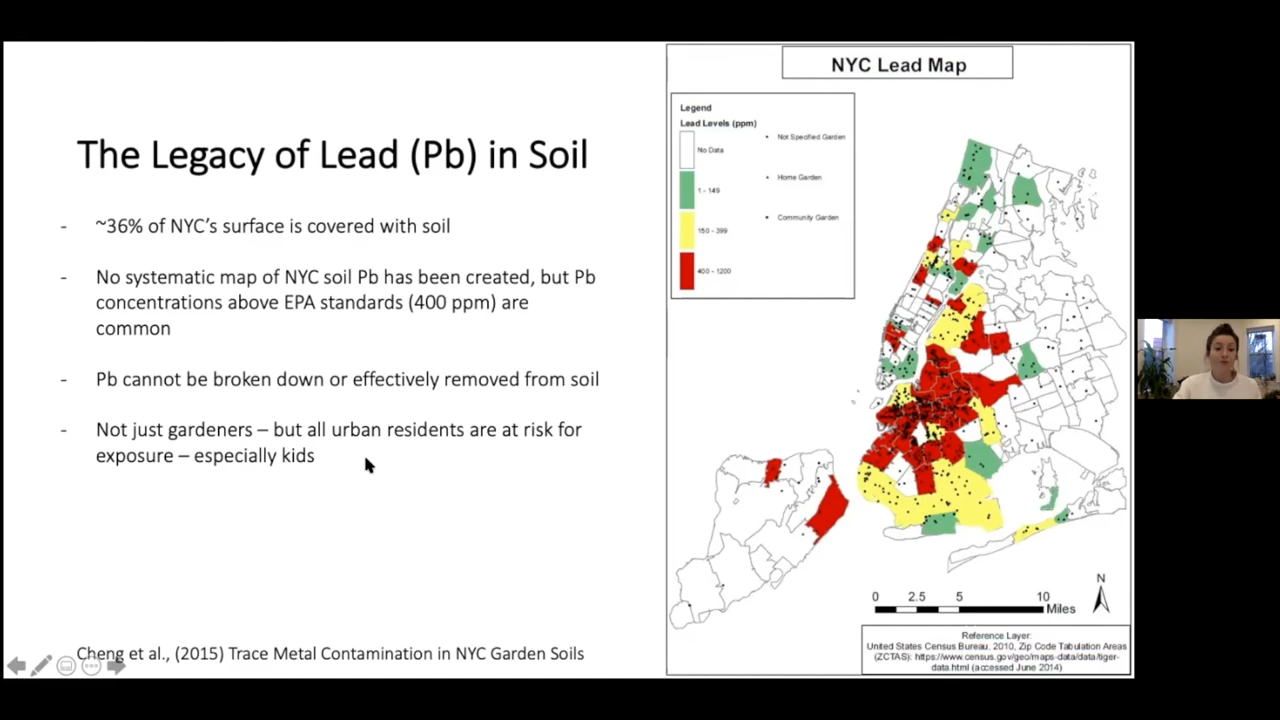 The Legacy of Lead (Pb) in Soil
- ~36% of NYC’s surface is covered with soil
- No systematic map of NYC soil Pb has been created, but Pb
concentrations above EPA standards (400 ppm) are
common
- Pb cannot be broken down or effectively removed from soil
- Not just gardeners – but all urban residents are at risk for
exposure – especially kids
Cheng et al., (2015) Trace Metal Contamination in NYC Garden Soils
NYC Lead Map
Legend
Lead Levels (ppm)
No Data
1 - 149
150 - 399
400 - 1200
• Not Specified Garden
• Home Garden
• Community Garden
N
0 2.5 5 10
Miles
Reference Layer:
United States Census Bureau, 2010, Zip Code Tabulation Areas
(ZCTAS): https://www.census.gov/geo/maps-data/data/tiger-
data.html (accessed June 2014)